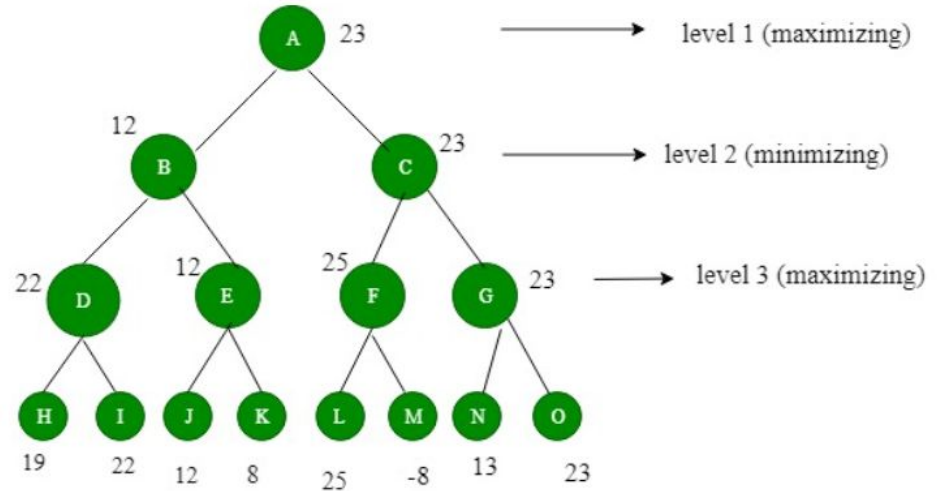 A 23 level 1 (maximizing)
12 B C 23 level 2 (minimizing)
22 D 12 E 25 F G 23 level 3 (maximizing)
H I J K L M N O
19 22 12 8 25 -8 13 23